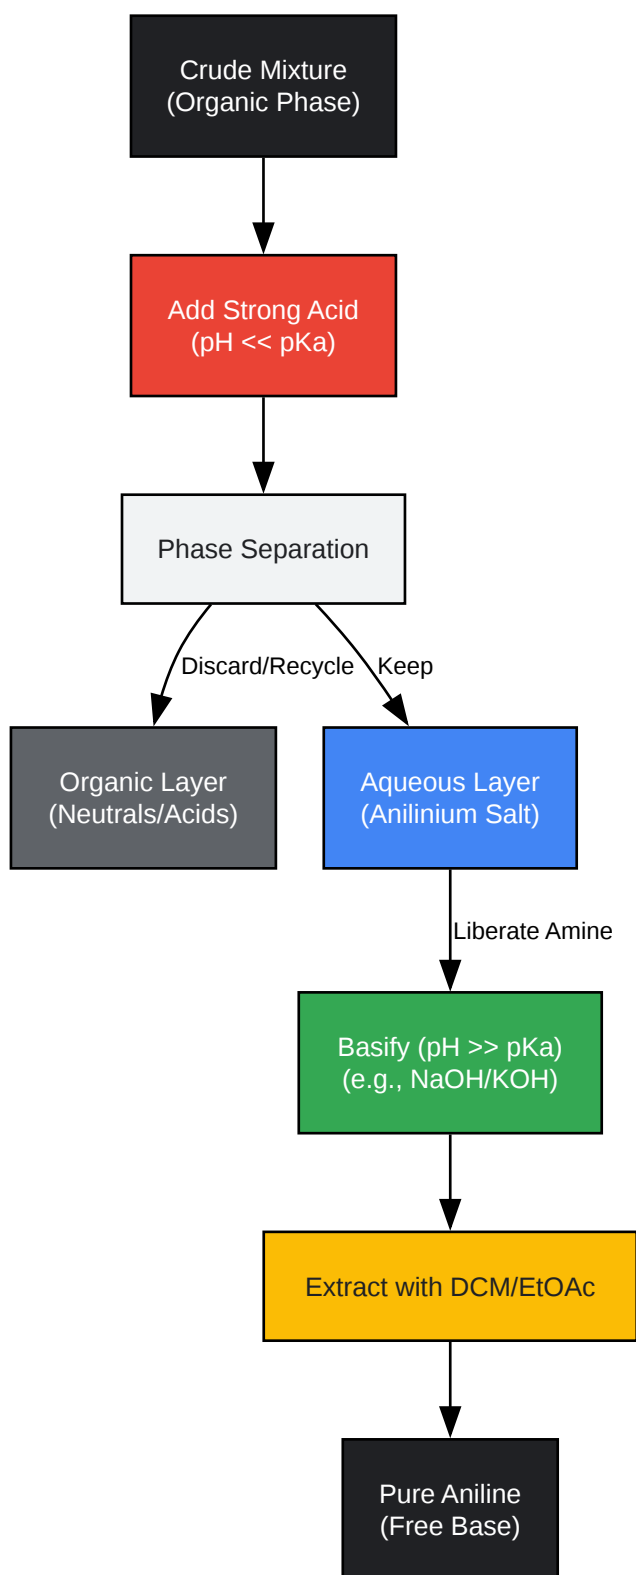 Crude Mixture
(Organic Phase)
Add Strong Acid
(pH << pKa)
Phase Separation
Discard/Recycle
Keep
Organic Layer
(Neutrals/Acids)
Aqueous Layer
(Anilinium Salt)
Liberate Amine
Basify (pH >> pKa)
(e.g., NaOH/KOH)
Extract with DCM/EtOAc
Pure Aniline
(Free Base)